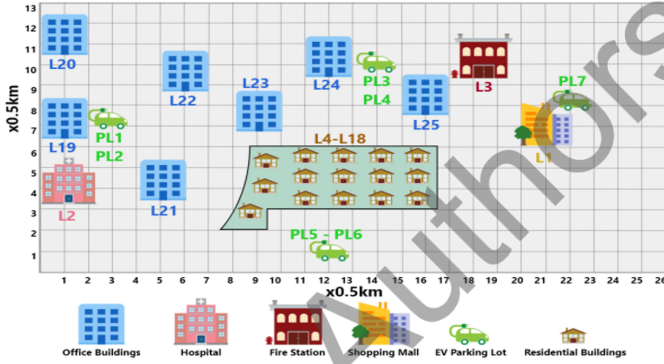 13
12
11
10
9
8
7
6
5
4
3
2
1
x0.5km
L20
L22
L23
L24
PL3
PL4
L3
PL7
L19
PL1
PL2
L25
L1
L4-L18
L2
L21
PL5 - PL6
1 2 3 4 5 6 7 8 9 10 11 12 13 14 15 16 17 18 19 20 21 22 23 24 25 26
x0.5km
Office Buildings Hospital Fire Station Shopping Mall EV Parking Lot Residential Buildings
Authors